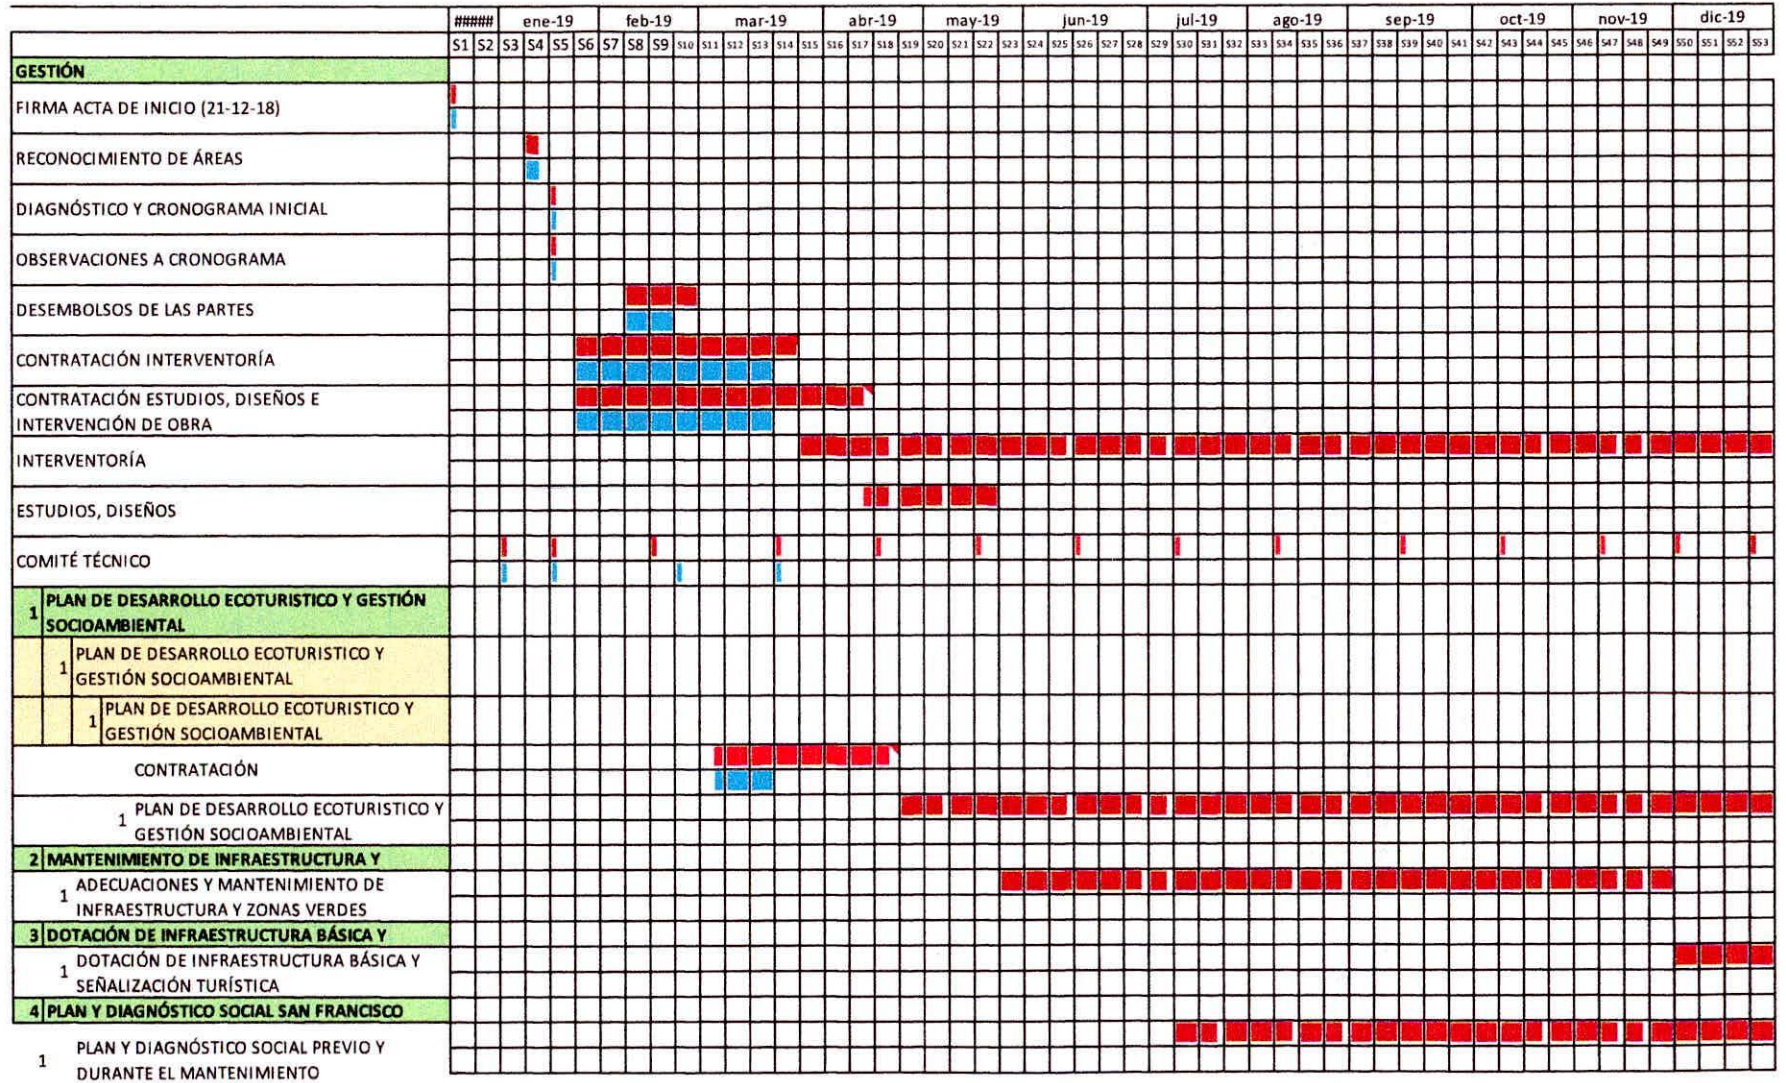 ##### ene-19 feb-19 mar-19 abr-19 may-19 jun-19 jul-19 ago-19 sep-19 oct-19 nov-19 dic-19
S1 S2 S3 S4 S5 S6 S7 S8 S9 S10 S11 S12 S13 S14 S15 S16 S17 S18 S19 S20 S21 S22 S23 S24 S25 S26 S27 S28 S29 S30 S31 S32 S33 S34 S35 S36 S37 S38 S39 S40 S41 S42 S43 S44 S45 S46 S47 S48 S49 S50 S51 S52 S53
GESTIÓN
FIRMA ACTA DE INICIO (21-12-18)
RECONOCIMIENTO DE ÁREAS
DIAGNÓSTICO Y CRONOGRAMA INICIAL
OBSERVACIONES A CRONOGRAMA
DESEMBOLSOS DE LAS PARTES
CONTRATACIÓN INTERVENTORÍA
CONTRATACIÓN ESTUDIOS, DISEÑOS E
INTERVENCIÓN DE OBRA
INTERVENTORÍA
ESTUDIOS, DISEÑOS
COMITÉ TÉCNICO
1 PLAN DE DESARROLLO ECOTURISTICO Y GESTIÓN
SOCIOAMBIENTAL
1 PLAN DE DESARROLLO ECOTURISTICO Y
GESTIÓN SOCIOAMBIENTAL
1 PLAN DE DESARROLLO ECOTURISTICO Y
GESTIÓN SOCIOAMBIENTAL
CONTRATACIÓN
1 PLAN DE DESARROLLO ECOTURISTICO Y
GESTIÓN SOCIOAMBIENTAL
2 MANTENIMIENTO DE INFRAESTRUCTURA Y
1 ADECUACIONES Y MANTENIMIENTO DE
INFRAESTRUCTURA Y ZONAS VERDES
3 DOTACIÓN DE INFRAESTRUCTURA BÁSICA Y
1 DOTACIÓN DE INFRAESTRUCTURA BÁSICA Y
SEÑALIZACIÓN TURÍSTICA
4 PLAN Y DIAGNÓSTICO SOCIAL SAN FRANCISCO
1 PLAN Y DIAGNÓSTICO SOCIAL PREVIO Y
DURANTE EL MANTENIMIENTO